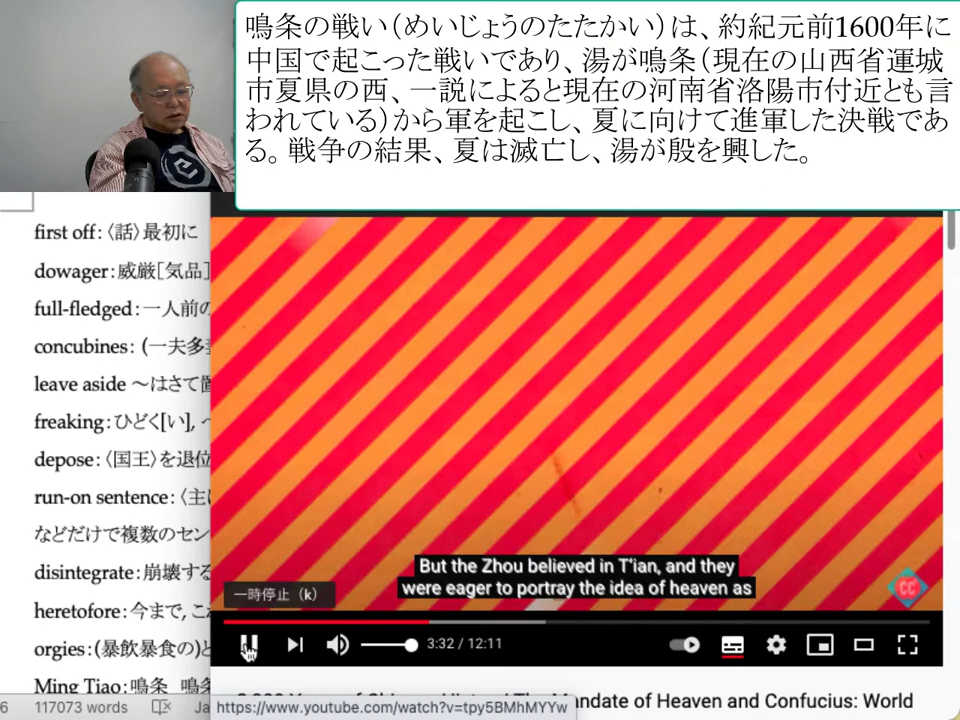 鳴条の戦い（めいじょうのたたかい）は、約紀元前1600年に
中国で起こった戦いであり、湯が鳴条（現在の山西省運城
市夏県の西、一説によると現在の河南省洛陽市付近とも言
われている）から軍を起こし、夏に向けて進軍した決戦であ
る。戦争の結果、夏は滅亡し、湯が殷を興した。
first off:〈話〉最初に
dowager:威厳[気品]
full-fledged:一人前の
concubines: (一夫多妻
leave aside 〜はさて置
freaking:ひどく[い],
depose:〈国王〉を退位
run-on sentence:〈主に
などだけで複数のセン
disintegrate:崩壊する
heretofore:今まで,これ
orgies:(暴飲暴食の)と
Ming Tiao:鳴条 鳴条
But the Zhou believed in T'ian, and they
were eager to portray the idea of heaven as
一時停止（k）
CC
3:32 / 12:11
6 117073 words Ja
https://www.youtube.com/watch?v=tpy5BMhMYYw
ndate of Heaven and Confucius: World